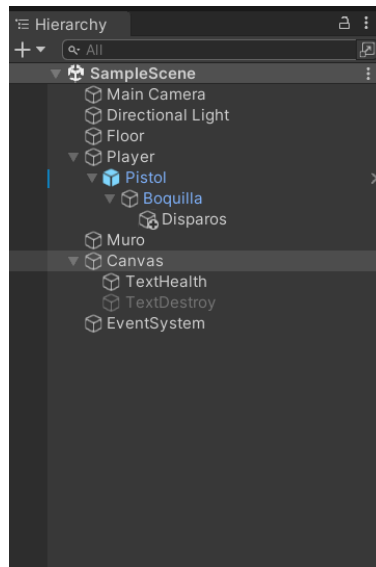 Hierarchy
All
SampleScene
Main Camera
Directional Light
Floor
Player
Pistol
Boquilla
Disparos
Muro
Canvas
TextHealth
TextDestroy
EventSystem